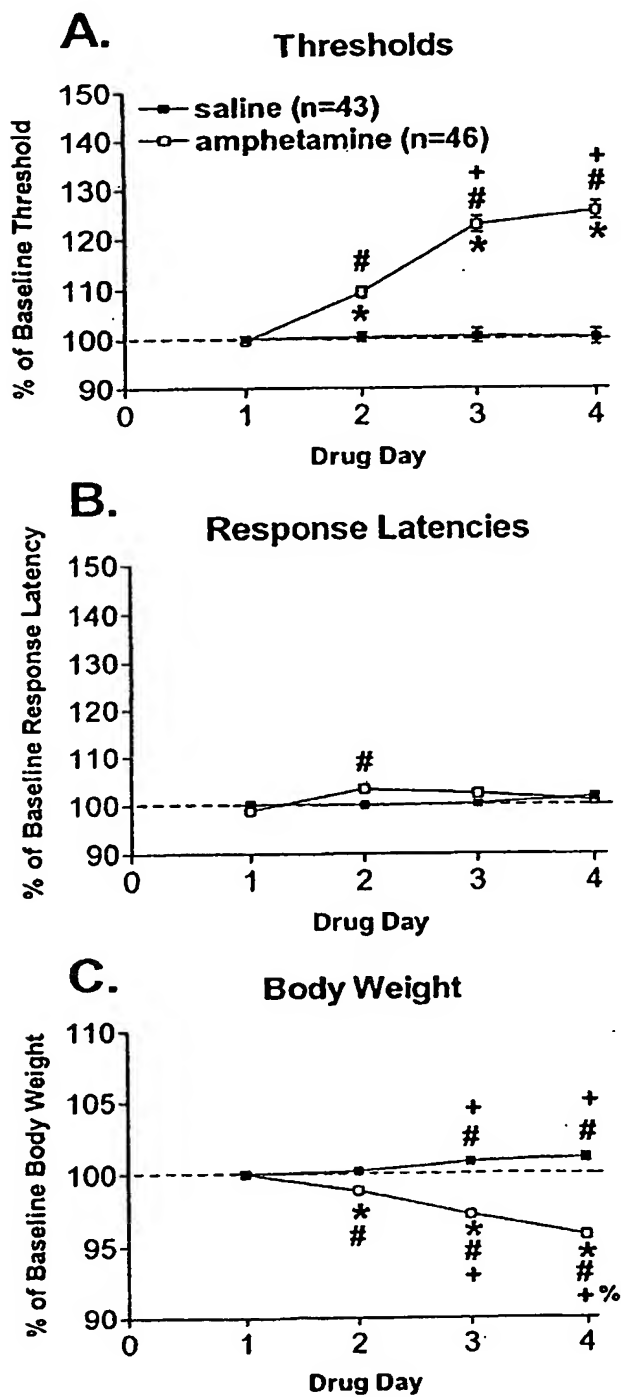 A. Thresholds
% of Baseline Threshold
150
140
130
120
110
100
90
saline (n=43)
amphetamine (n=46)
#
*
+
#
*
+
#
*
0 1 2 3 4
Drug Day
B. Response Latencies
% of Baseline Response Latency
150
140
130
120
110
100
90
#
0 1 2 3 4
Drug Day
C. Body Weight
% of Baseline Body Weight
110
105
100
95
90
+
#
+
#
*
#
*
#
+
*
#
+ %
0 1 2 3 4
Drug Day